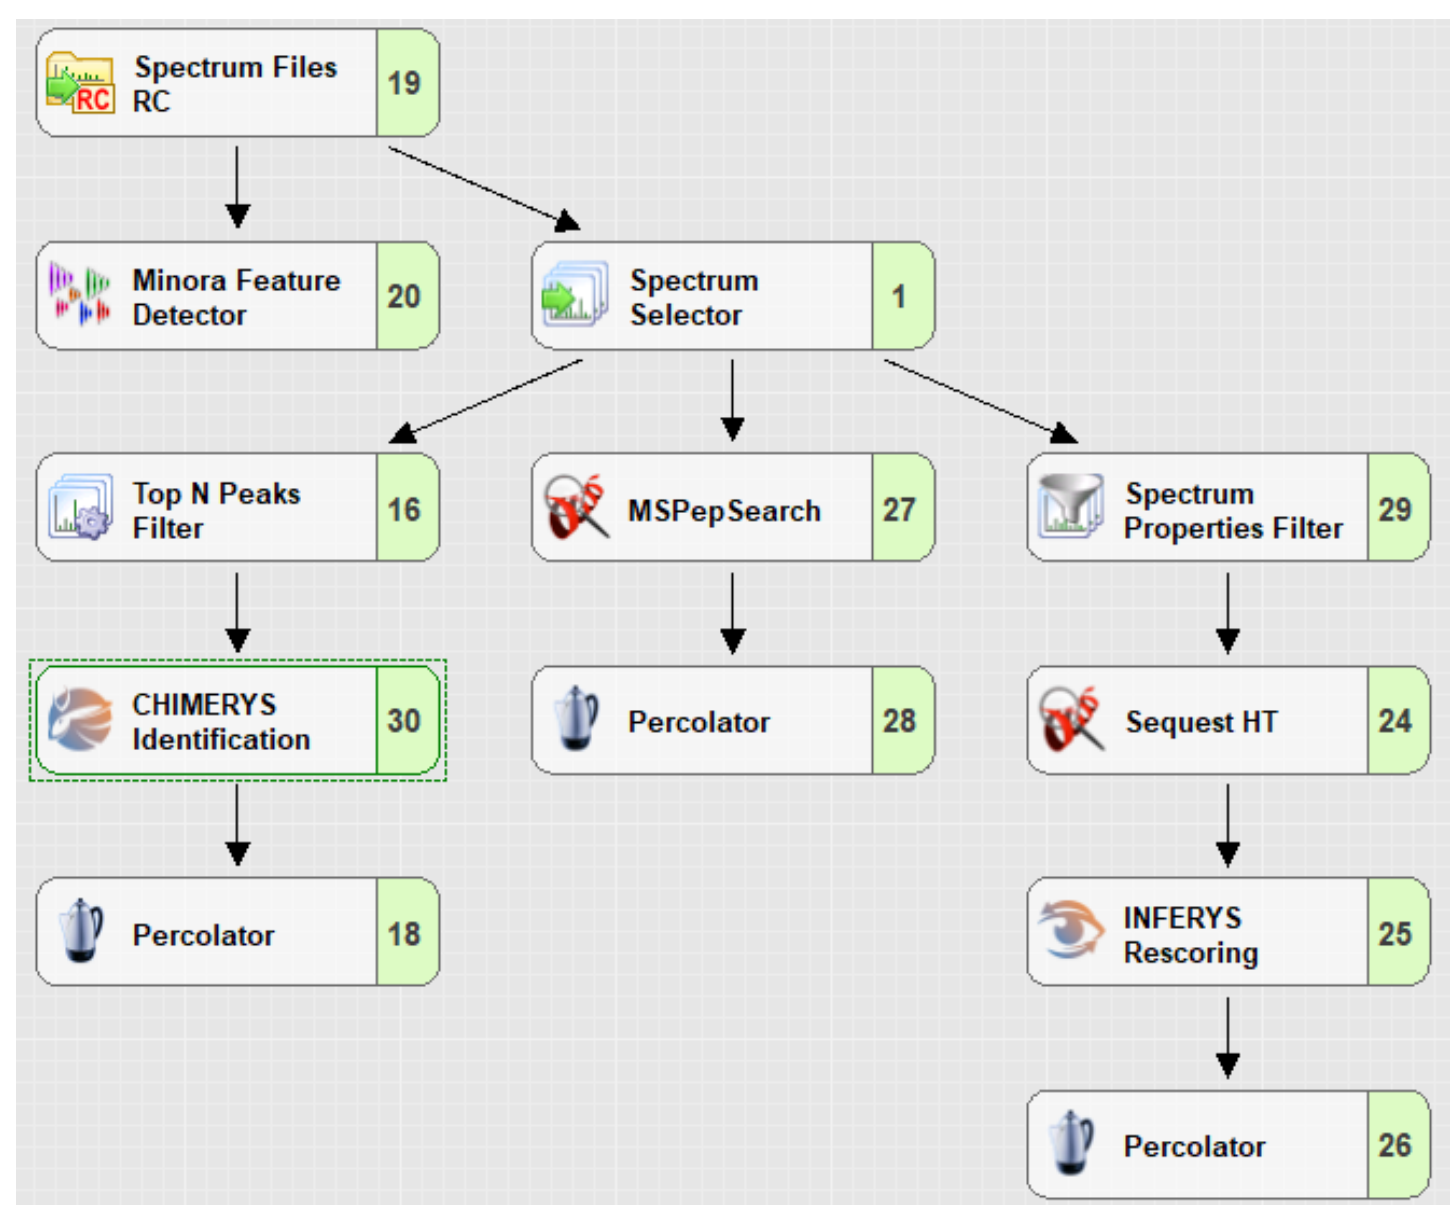 Spectrum Files
RC
19
RC
Minora Feature
Detector
20
Spectrum
Selector
1
Top N Peaks
Filter
16
MSPepSearch
27
Spectrum
Properties Filter
29
CHIMERYS
Identification
30
Percolator
28
Sequest HT
24
Percolator
18
INFERYS
Rescoring
25
Percolator
26